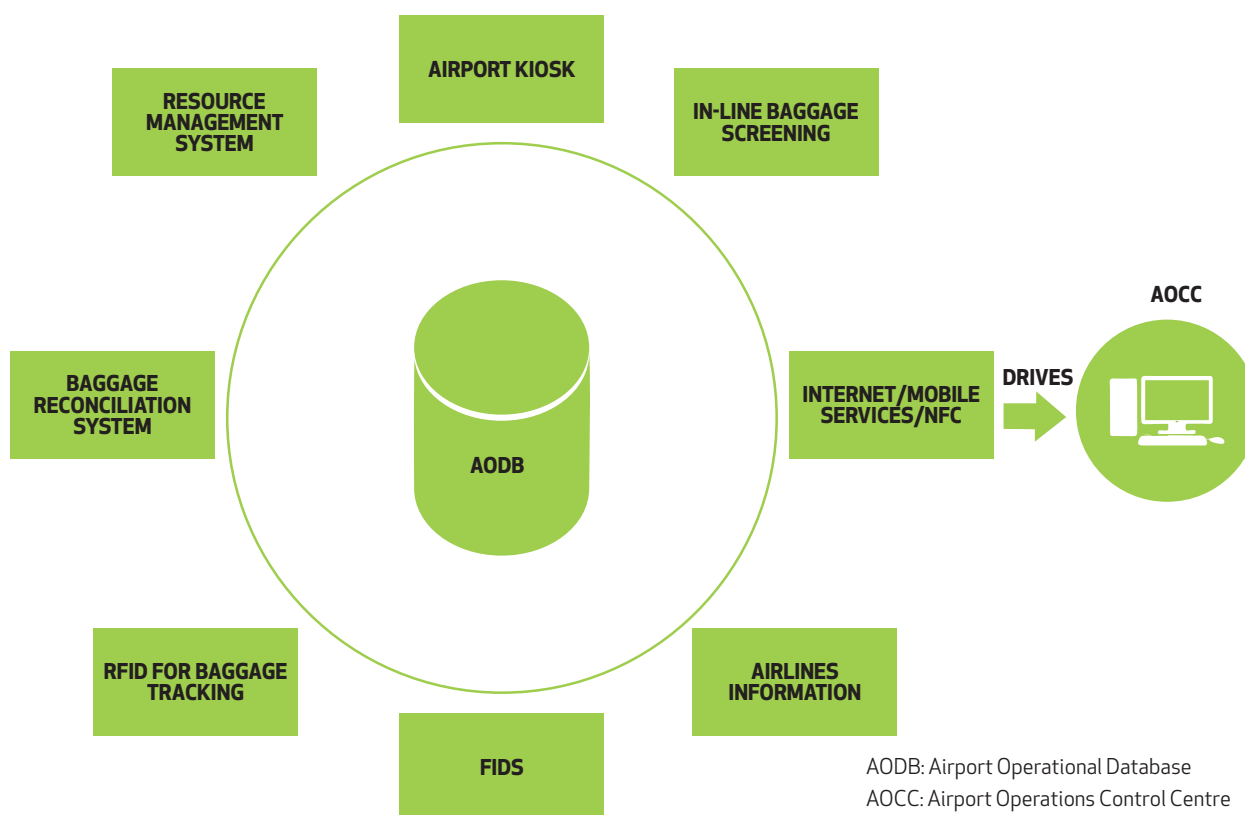 AIRPORT KIOSK
RESOURCE
MANAGEMENT
SYSTEM
IN-LINE BAGGAGE
SCREENING
AOCC
BAGGAGE
RECONCILIATION
SYSTEM
INTERNET/MOBILE
SERVICES/NFC
DRIVES
AODB
RFID FOR BAGGAGE
TRACKING
AIRLINES
INFORMATION
FIDS
AODB: Airport Operational Database
AOCC: Airport Operations Control Centre